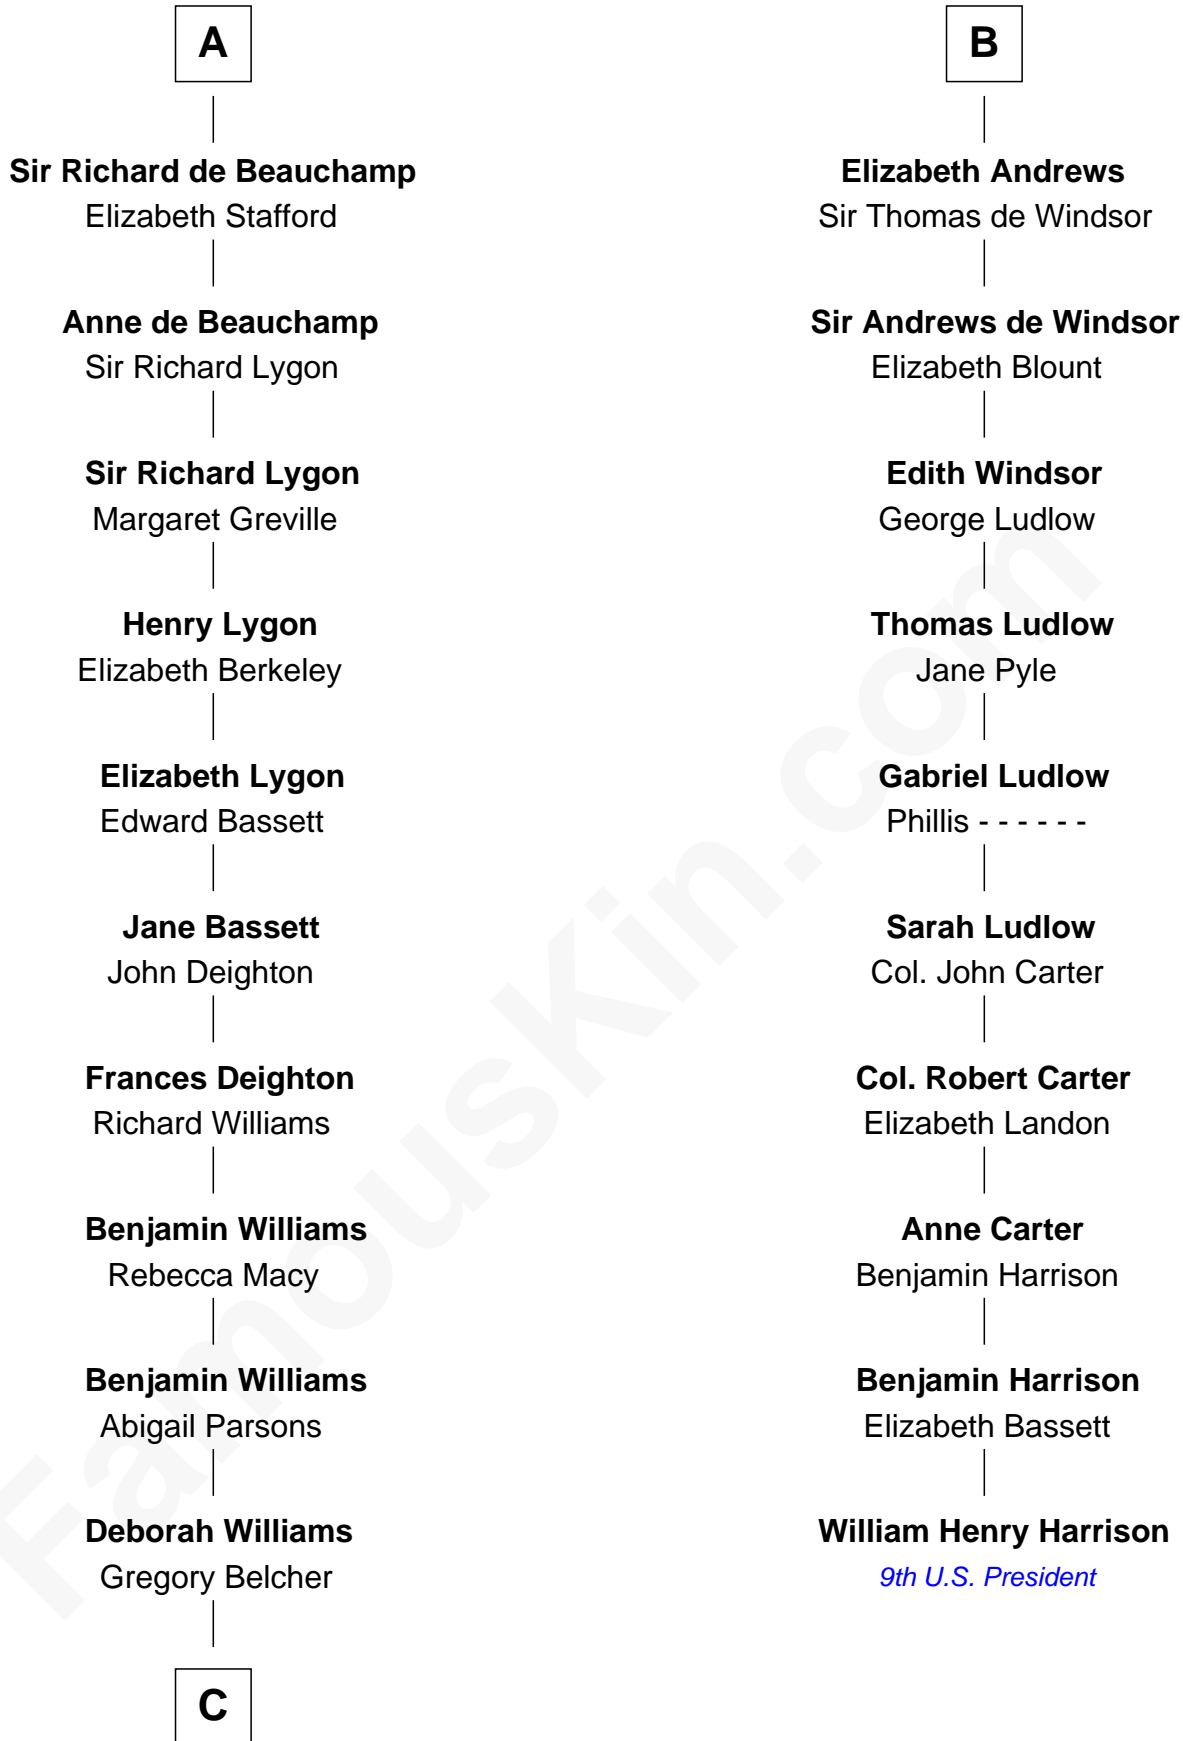 A
Sir Richard de Beauchamp
Elizabeth Stafford
Anne de Beauchamp
Sir Richard Lygon
Sir Richard Lygon
Margaret Greville
Henry Lygon
Elizabeth Berkeley
Elizabeth Lygon
Edward Bassett
Jane Bassett
John Deighton
Frances Deighton
Richard Williams
Benjamin Williams
Rebecca Macy
Benjamin Williams
Abigail Parsons
Deborah Williams
Gregory Belcher
C
B
Elizabeth Andrews
Sir Thomas de Windsor
Sir Andrews de Windsor
Elizabeth Blount
Edith Windsor
George Ludlow
Thomas Ludlow
Jane Pyle
Gabriel Ludlow
Phillis - - - - - -
Sarah Ludlow
Col. John Carter
Col. Robert Carter
Elizabeth Landon
Anne Carter
Benjamin Harrison
Benjamin Harrison
Elizabeth Bassett
William Henry Harrison
9th U.S. President
FamousKin.com